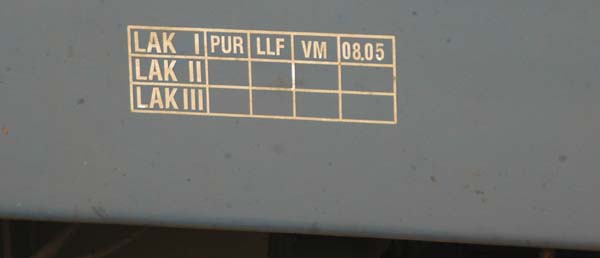 LAK I PUR LLF VM 08.05
LAK II
LAK III